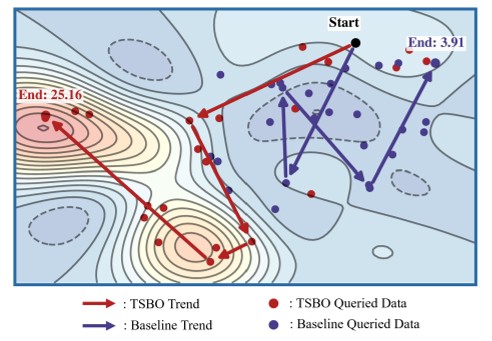 Start
End: 3.91
End: 25.16
: TSBO Trend
: TSBO Queried Data
: Baseline Trend
: Baseline Queried Data